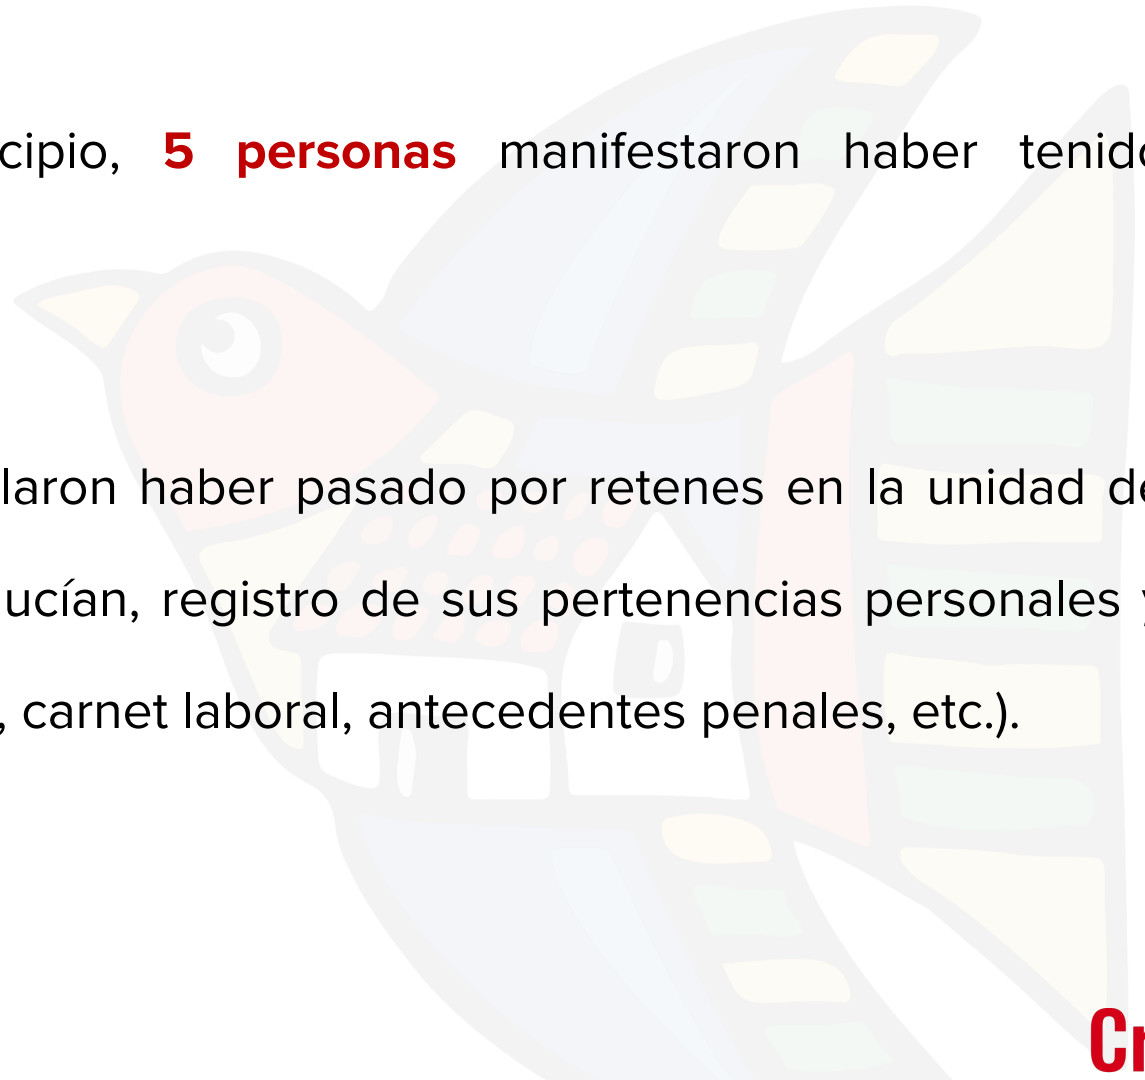 cipio, 5 personas manifestaron haber tenido
laron haber pasado por retenes en la unidad de
ucían, registro de sus pertenencias personales y
, carnet laboral, antecedentes penales, etc.).
Cr